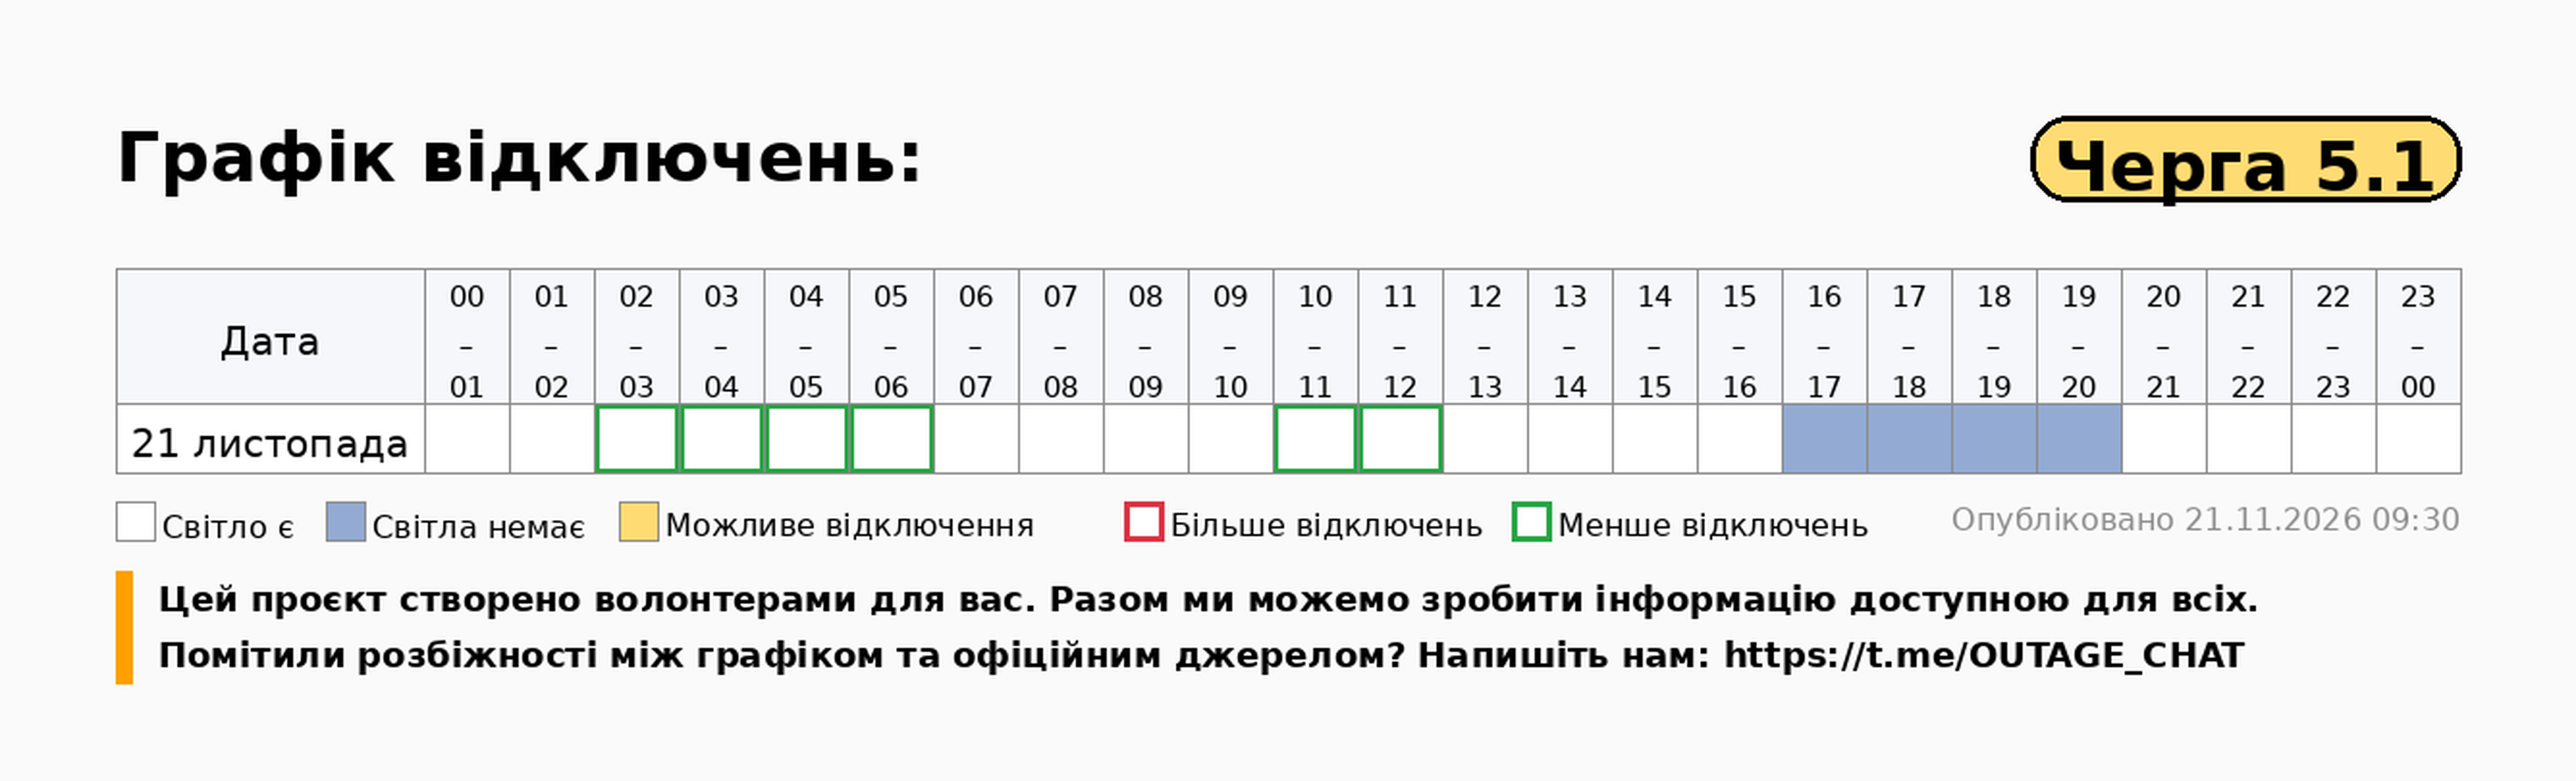 Графік відключень:
Черга 5.1
Дата
00 – 01
01 – 02
02 – 03
03 – 04
04 – 05
05 – 06
06 – 07
07 – 08
08 – 09
09 – 10
10 – 11
11 – 12
12 – 13
13 – 14
14 – 15
15 – 16
16 – 17
17 – 18
18 – 19
19 – 20
20 – 21
21 – 22
22 – 23
23 – 00
21 листопада
Світло є
Світла немає
Можливе відключення
Більше відключень
Менше відключень
Опубліковано 21.11.2026 09:30
Цей проєкт створено волонтерами для вас. Разом ми можемо зробити інформацію доступною для всіх.
Помітили розбіжності між графіком та офіційним джерелом? Напишіть нам: https://t.me/OUTAGE_CHAT